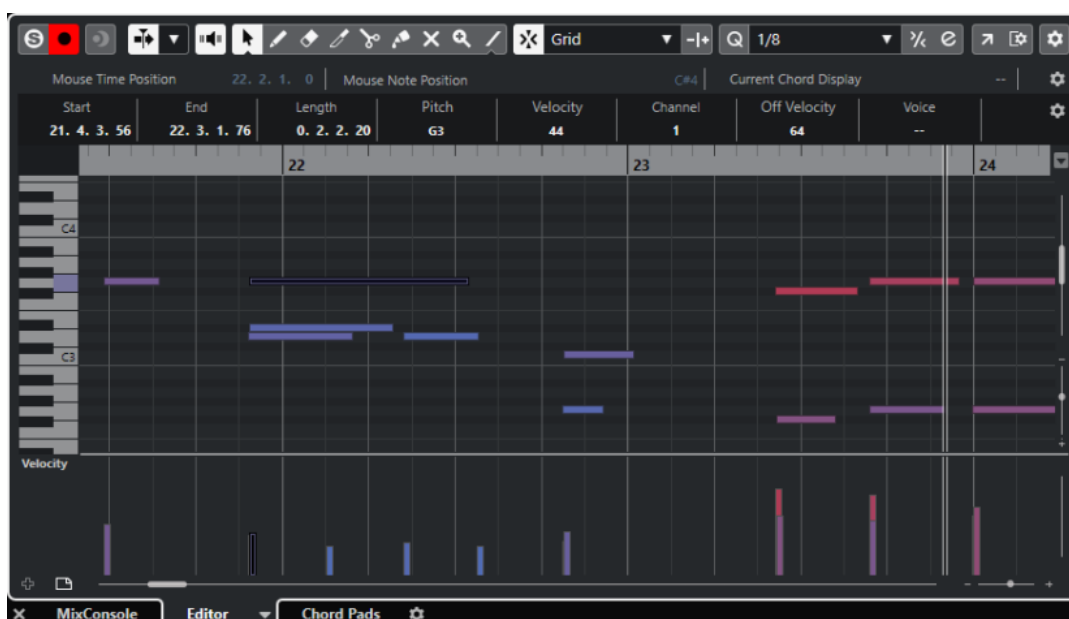 S Grid Q 1/8
Mouse Time Position 22. 2. 1. 0 Mouse Note Position C#4 Current Chord Display --
Start End Length Pitch Velocity Channel Off Velocity Voice
21. 4. 3. 56 22. 3. 1. 76 0. 2. 2. 20 G3 44 1 64 --
22 23 24
C4
C3
Velocity
MixConsole Editor Chord Pads